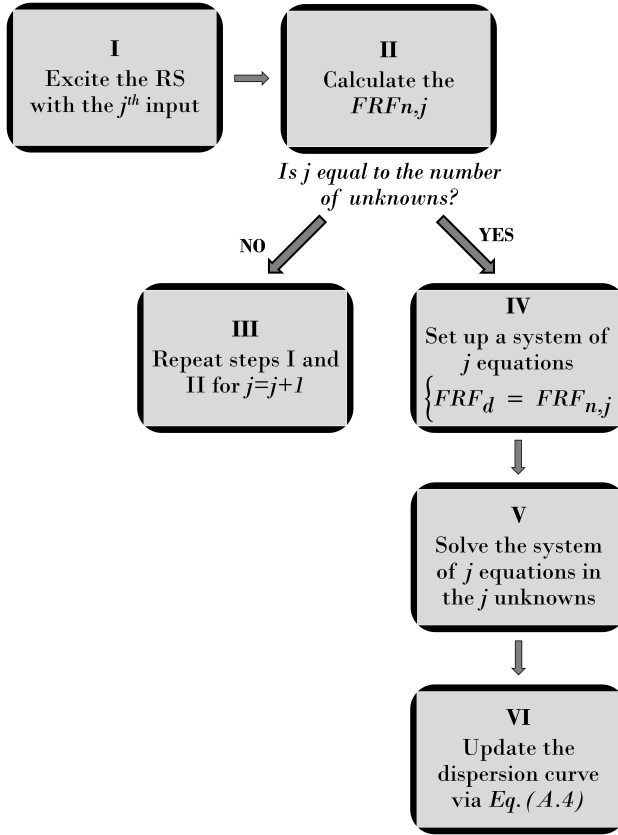 I
Excite the RS
with the jth input
II
Calculate the
FRFn,j
Is j equal to the number
of unknowns?
NO
YES
III
Repeat steps I and
II for j=j+1
IV
Set up a system of
j equations
{FRFd = FRFn,j
V
Solve the system
of j equations in
the j unknowns
VI
Update the
dispersion curve
via Eq.(A.4)